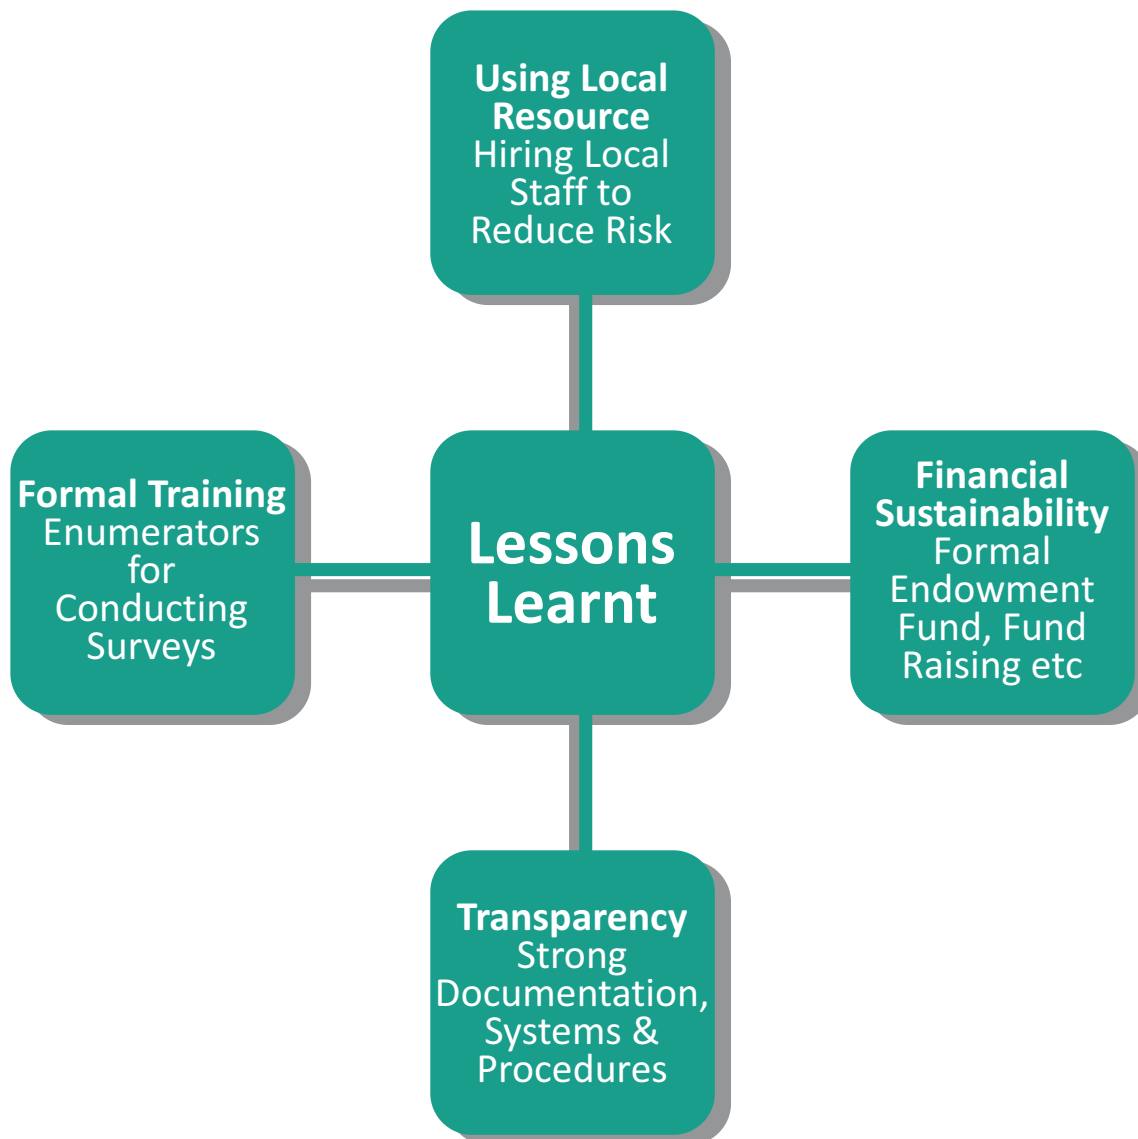 Using Local
Resource
Hiring Local
Staff to
Reduce Risk
Formal Training
Enumerators
for
Conducting
Surveys
Lessons
Learnt
Financial
Sustainability
Formal
Endowment
Fund, Fund
Raising etc
Transparency
Strong
Documentation,
Systems &
Procedures